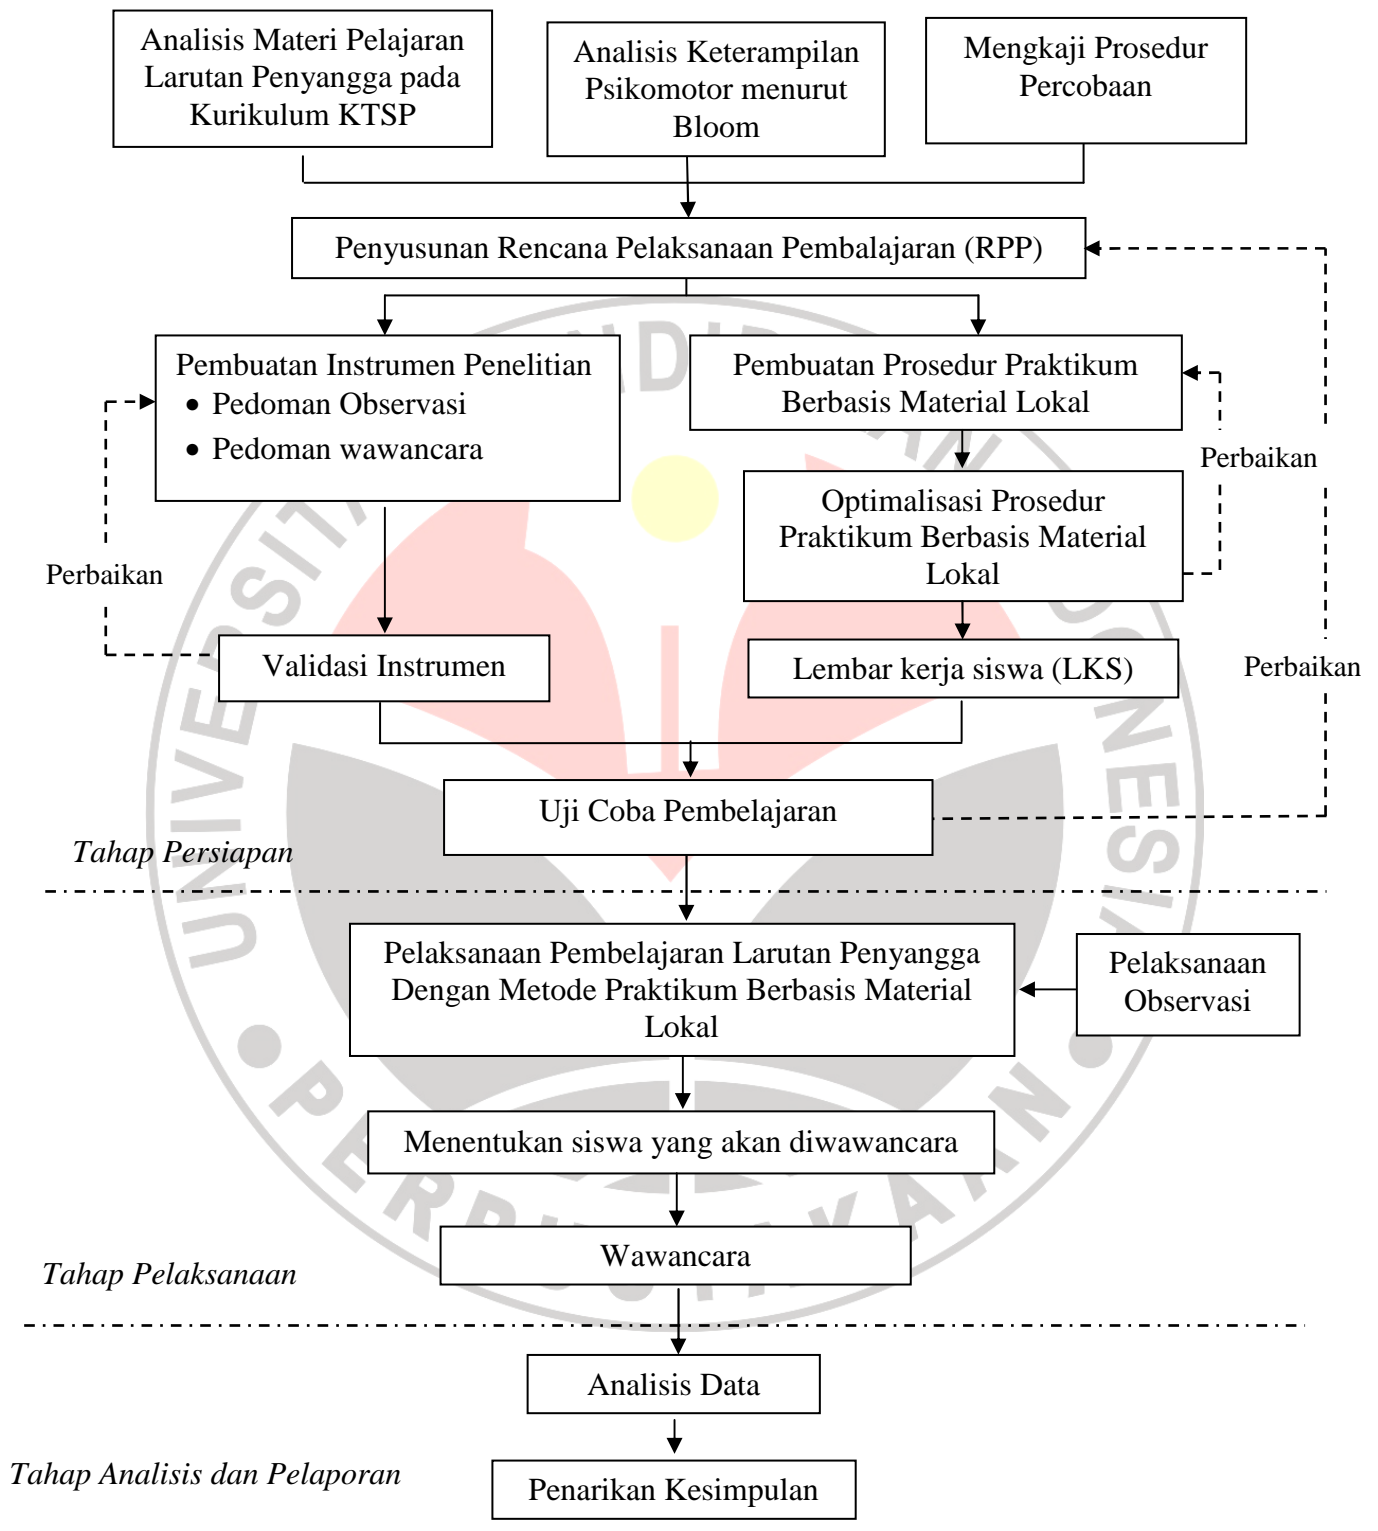 Analisis Materi Pelajaran
Larutan Penyangga pada
Kurikulum KTSP
Analisis Keterampilan
Psikomotor menurut
Bloom
Mengkaji Prosedur
Percobaan
Penyusunan Rencana Pelaksanaan Pembalajaran (RPP)
Pembuatan Instrumen Penelitian
• Pedoman Observasi
• Pedoman wawancara
Pembuatan Prosedur Praktikum
Berbasis Material Lokal
Perbaikan
Optimalisasi Prosedur
Praktikum Berbasis Material
Lokal
Perbaikan
Validasi Instrumen
Lembar kerja siswa (LKS)
Perbaikan
Uji Coba Pembelajaran
Tahap Persiapan
Pelaksanaan Pembelajaran Larutan Penyangga
Dengan Metode Praktikum Berbasis Material
Lokal
Pelaksanaan
Observasi
Menentukan siswa yang akan diwawancara
Wawancara
Tahap Pelaksanaan
Analisis Data
Tahap Analisis dan Pelaporan
Penarikan Kesimpulan